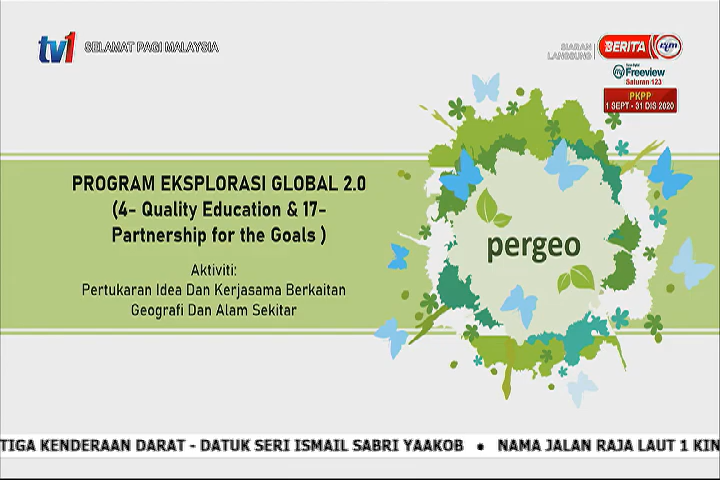 tv1
SELAMAT PAGI MALAYSIA
SIARAN
LANGSUNG
BERITA rtm
Freeview
Saluran 123
PKPP
1 SEPT - 31 DIS 2020
PROGRAM EKSPLORASI GLOBAL 2.0
(4- Quality Education & 17-
Partnership for the Goals )
Aktiviti:
Pertukaran Idea Dan Kerjasama Berkaitan
Geografi Dan Alam Sekitar
pergeo
TIGA KENDERAAN DARAT - DATUK SERI ISMAIL SABRI YAAKOB • NAMA JALAN RAJA LAUT 1 KIN